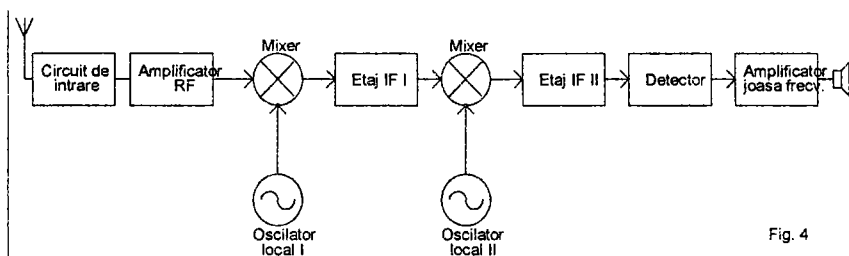 Mixer
Mixer
Circuit de
intrare
Amplificator
RF
Etaj IF I
Etaj IF II
Detector
Amplificator
joasa frecv.
Oscilator
local I
Oscilator
local II
Fig. 4